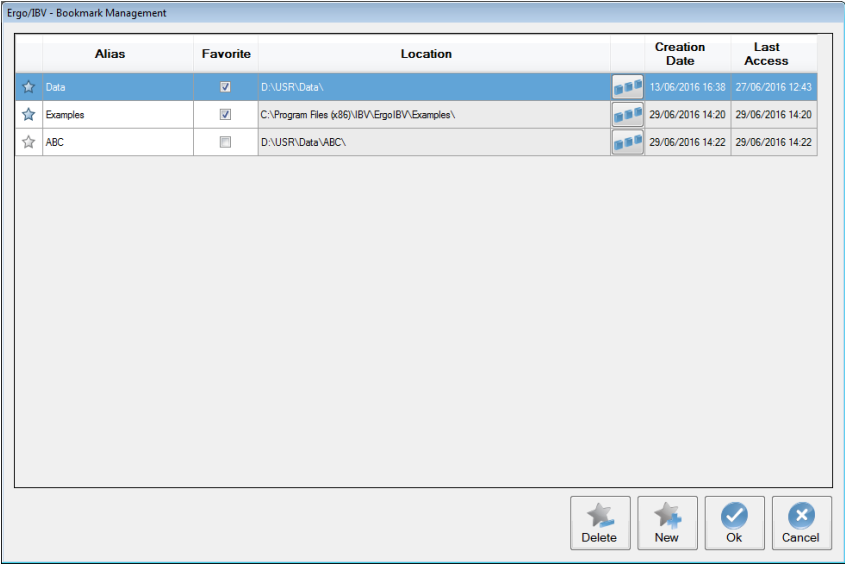 Ergo/IBV - Bookmark Management
Alias Favorite Location Creation Date Last Access
Data D:\USR\Data\ 13/06/2016 16:38 27/06/2016 12:43
Examples C:\Program Files (x86)\IBV\ErgoIBV\Examples\ 29/06/2016 14:20 29/06/2016 14:20
ABC D:\USR\Data\ABC\ 29/06/2016 14:22 29/06/2016 14:22
Delete New Ok Cancel